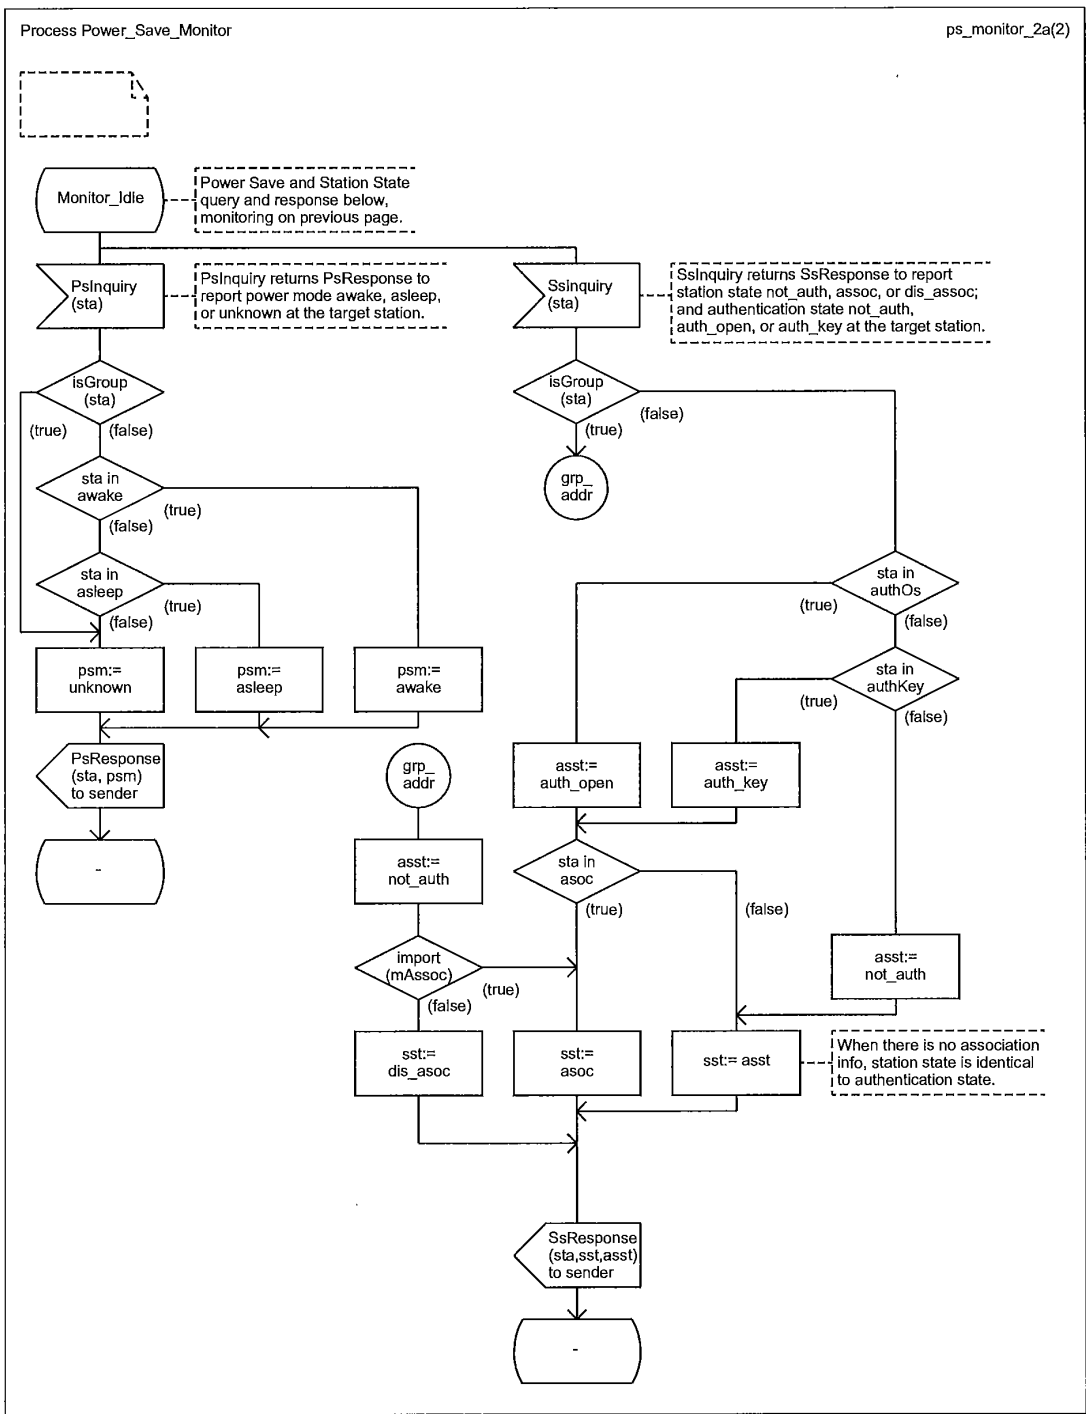 Process Power_Save_Monitor
ps_monitor_2a(2)
Monitor_Idle
Power Save and Station State
query and response below,
monitoring on previous page.
PsInquiry
(sta)
PsInquiry returns PsResponse to
report power mode awake, asleep,
or unknown at the target station.
SsInquiry
(sta)
SsInquiry returns SsResponse to report
station state not_auth, assoc, or dis_assoc;
and authentication state not_auth,
auth_open, or auth_key at the target station.
isGroup
(sta)
(true)
(false)
isGroup
(sta)
(true)
(false)
grp_
addr
sta in
awake
(true)
(false)
sta in
asleep
(true)
(false)
sta in
authOs
(true)
(false)
psm:=
unknown
psm:=
asleep
psm:=
awake
sta in
authKey
(true)
(false)
PsResponse
(sta, psm)
to sender
-
grp_
addr
asst:=
auth_open
asst:=
auth_key
asst:=
not_auth
sta in
asoc
(true)
(false)
import
(mAssoc)
(true)
(false)
asst:=
not_auth
sst:=
dis_asoc
sst:=
asoc
sst:= asst
When there is no association
info, station state is identical
to authentication state.
SsResponse
(sta,sst,asst)
to sender
-